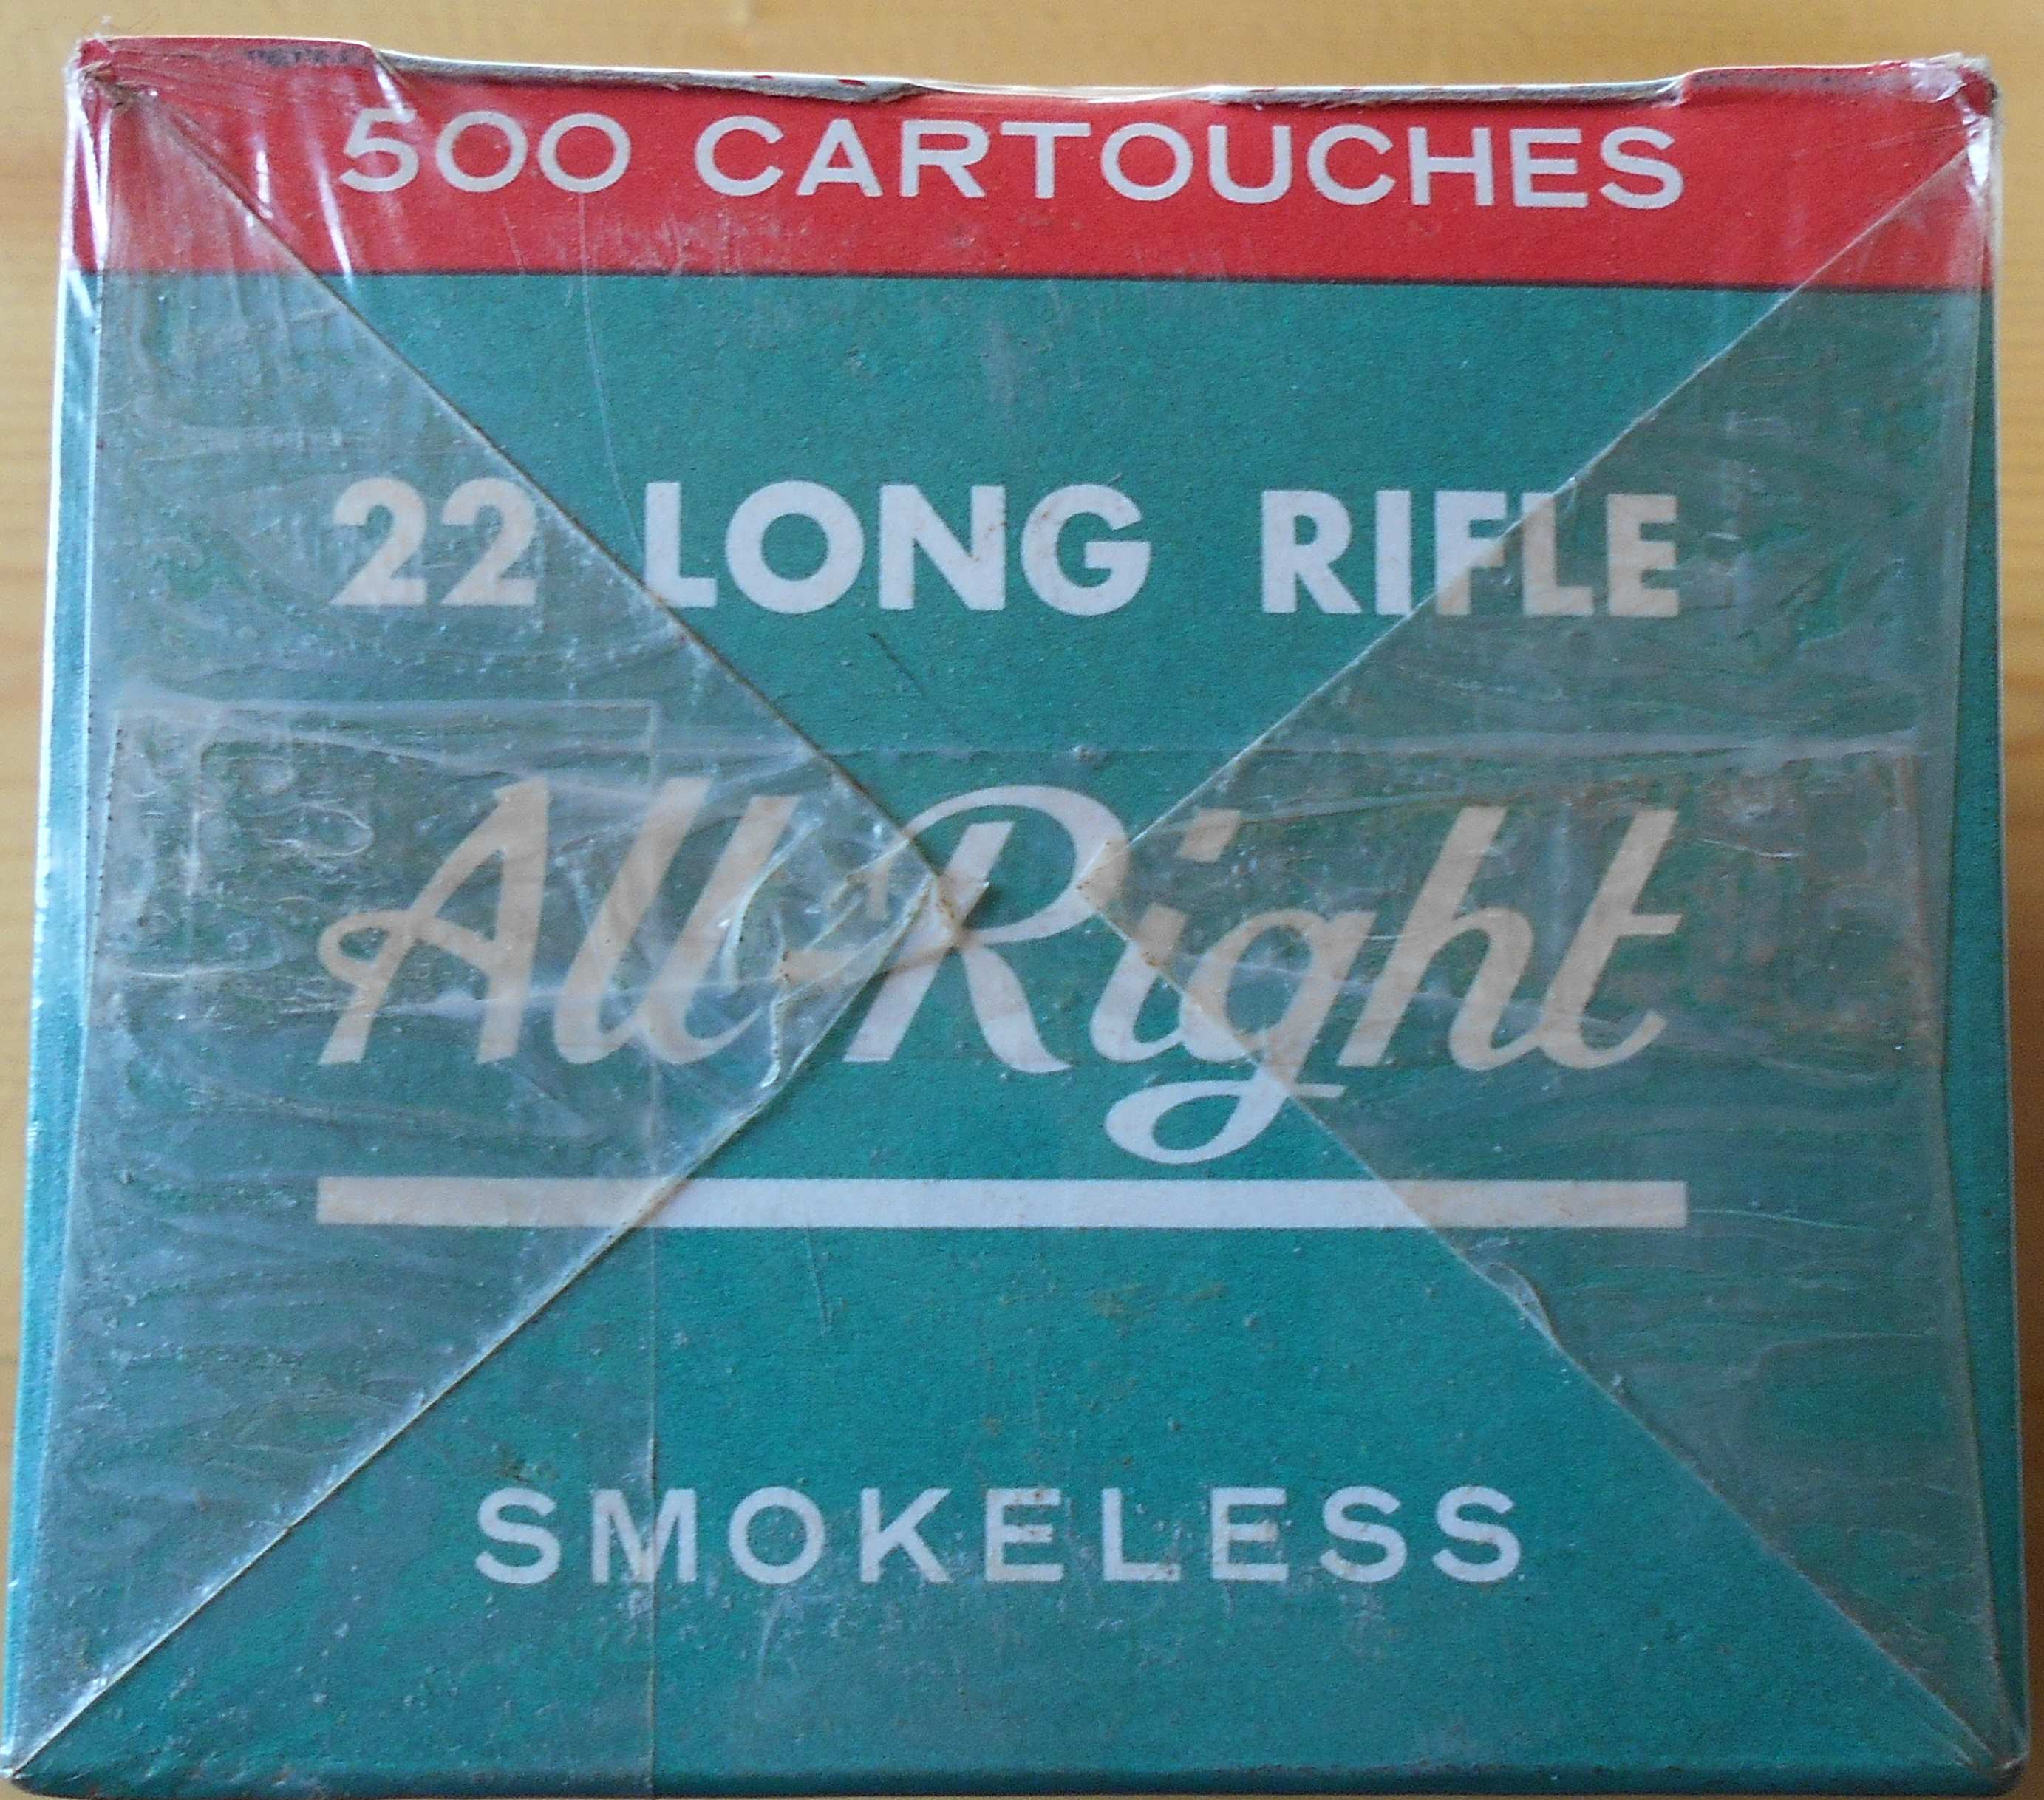 500 CARTOUCHES
22 LONG RIFLE
All-Right
SMOKELESS